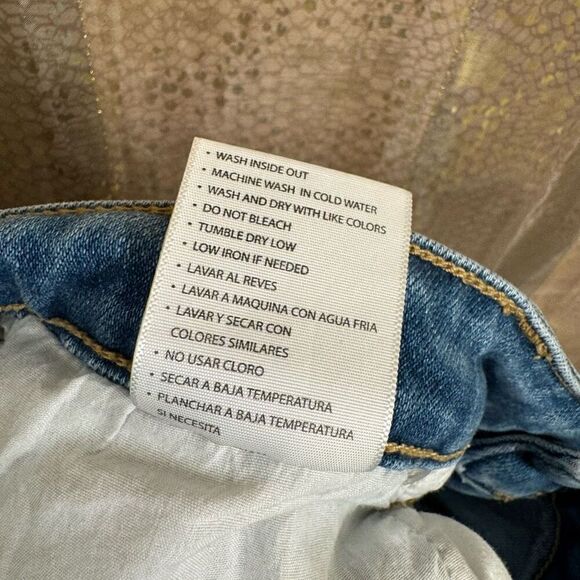 • WASH INSIDE OUT
• MACHINE WASH IN COLD WATER
• WASH AND DRY WITH LIKE COLORS
• DO NOT BLEACH
• TUMBLE DRY LOW
• LOW IRON IF NEEDED
• LAVAR AL REVES
• LAVAR A MAQUINA CON AGUA FRIA
• LAVAR Y SECAR CON
COLORES SIMILARES
• NO USAR CLORO
• SECAR A BAJA TEMPERATURA
• PLANCHAR A BAJA TEMPERATURA
SI NECESITA